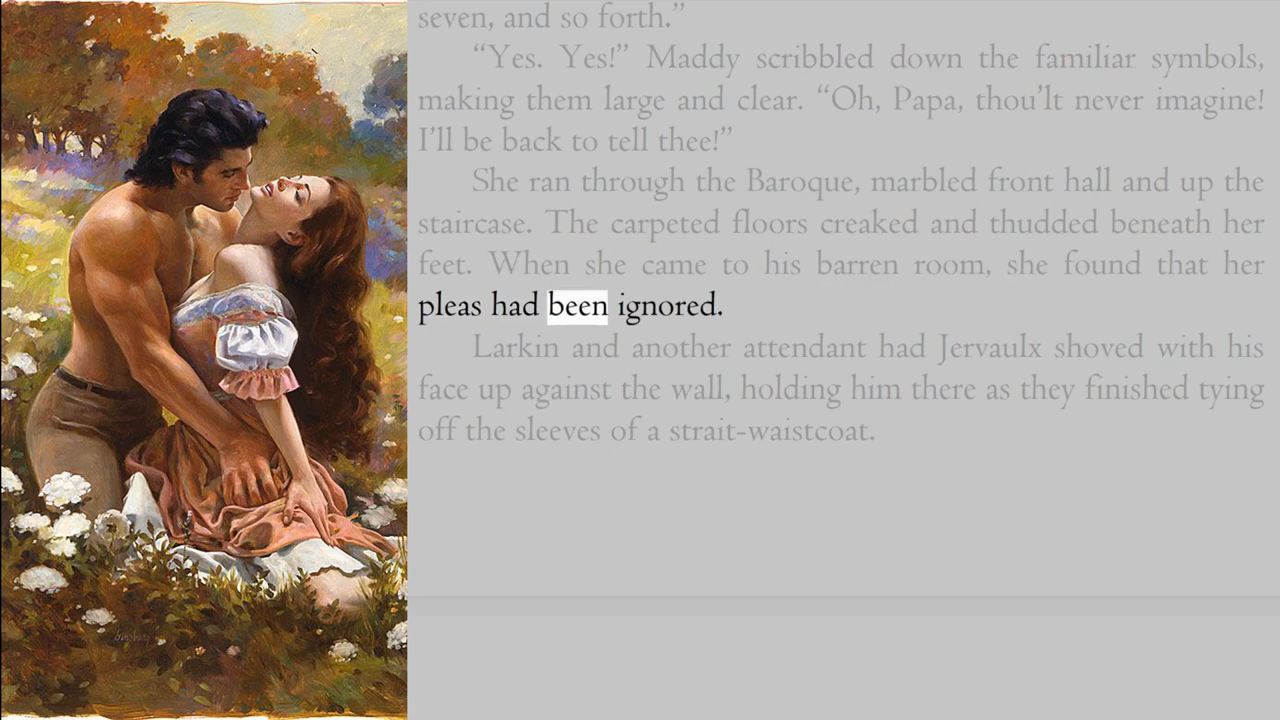 seven, and so forth.”
“Yes. Yes!” Maddy scribbled down the familiar symbols,
making them large and clear. “Oh, Papa, thou’lt never imagine!
I’ll be back to tell thee!”
She ran through the Baroque, marbled front hall and up the
staircase. The carpeted floors creaked and thudded beneath her
feet. When she came to his barren room, she found that her
pleas had been ignored.
Larkin and another attendant had Jervaulx shoved with his
face up against the wall, holding him there as they finished tying
off the sleeves of a strait-waistcoat.